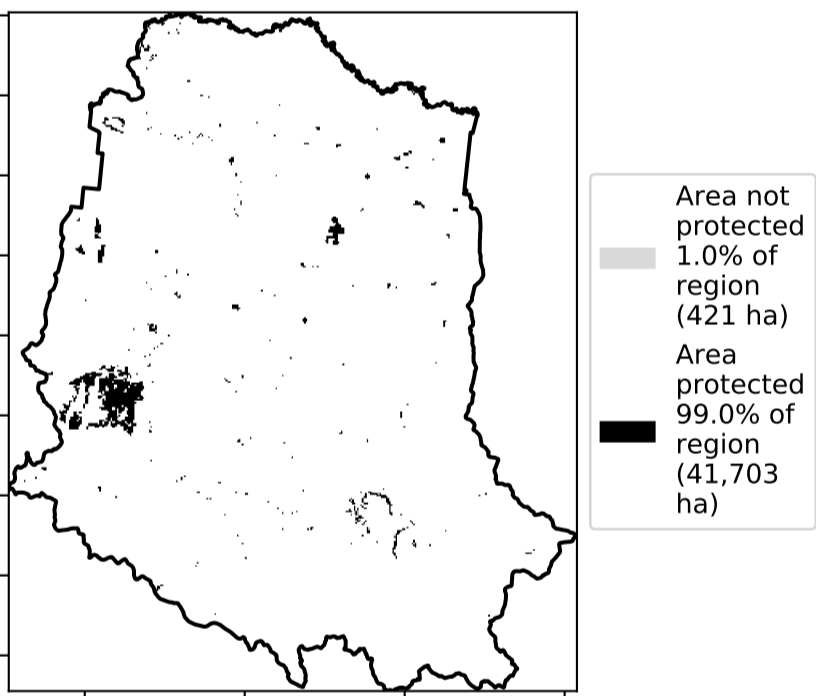 Area not
protected
1.0% of
region
(421 ha)
Area
protected
99.0% of
region
(41,703
ha)